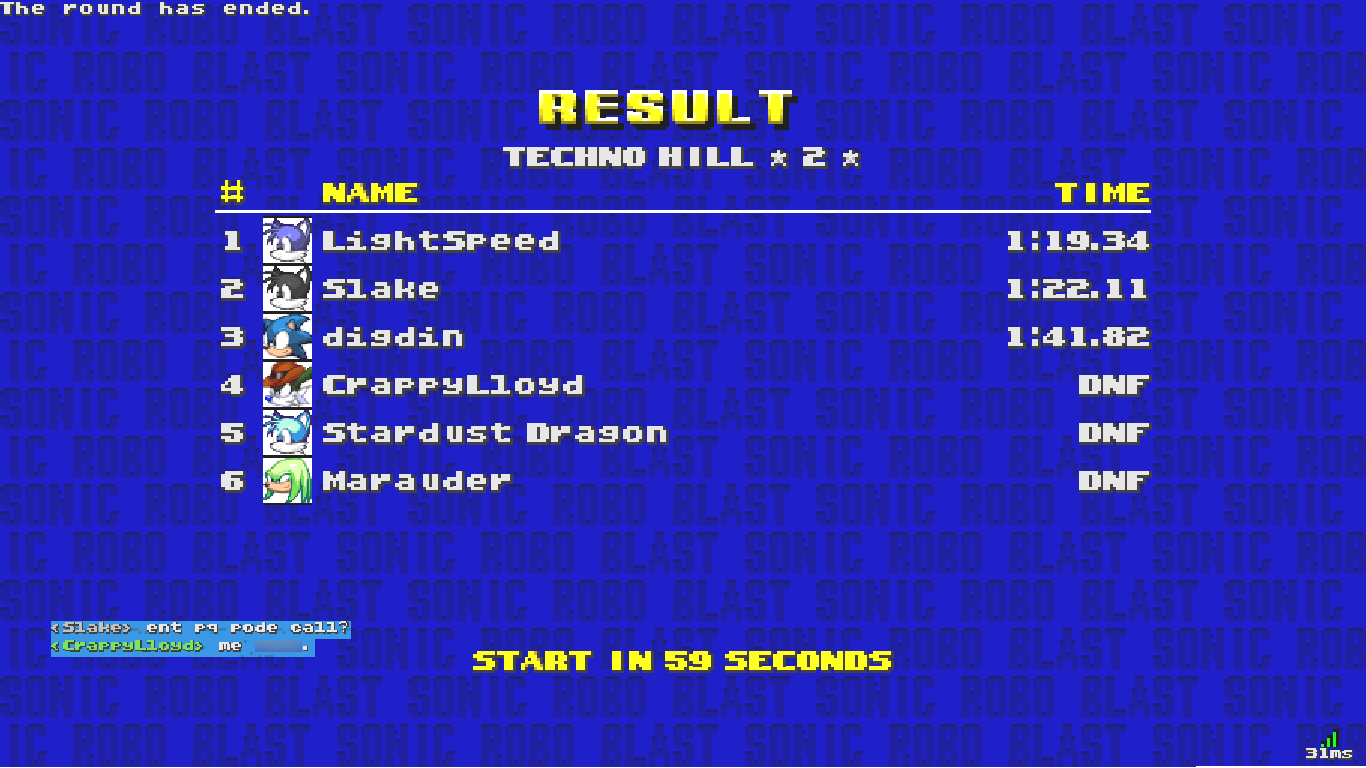 The round has ended.
RESULT
TECHNO HILL * 2 *
# NAME TIME
1 LightSpeed 1:19.34
2 Slake 1:22.11
3 digdin 1:41.82
4 CrappyLloyd DNF
5 Stardust Dragon DNF
6 Marauder DNF
<Slake> ent pq pode call?
<CrappyLloyd> me .
START IN 59 SECONDS
31ms